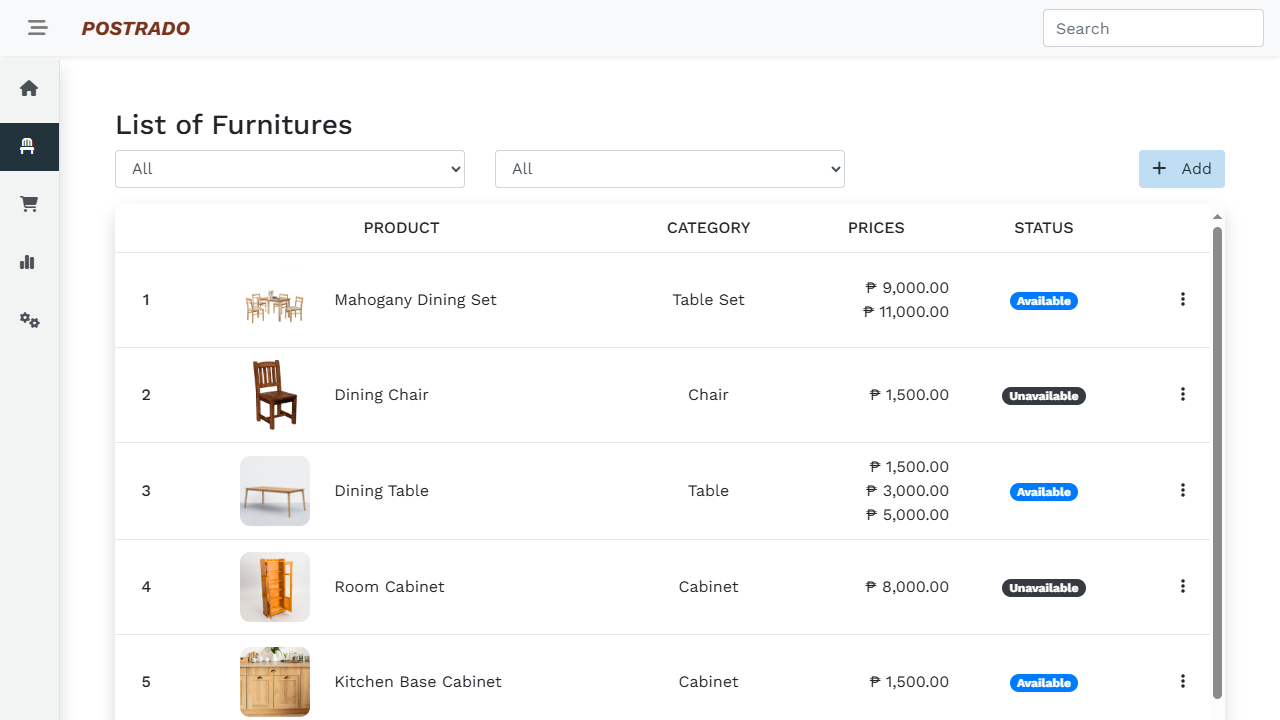 POSTRADO
Search
List of Furnitures
All
All
+ Add
PRODUCT CATEGORY PRICES STATUS
1 Mahogany Dining Set Table Set ₱ 9,000.00 ₱ 11,000.00 Available
2 Dining Chair Chair ₱ 1,500.00 Unavailable
3 Dining Table Table ₱ 1,500.00 ₱ 3,000.00 ₱ 5,000.00 Available
4 Room Cabinet Cabinet ₱ 8,000.00 Unavailable
5 Kitchen Base Cabinet Cabinet ₱ 1,500.00 Available